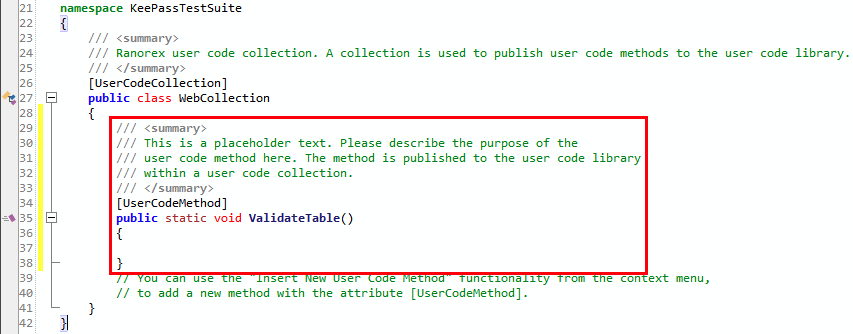 21 namespace KeePassTestSuite
22 {
23 /// <summary>
24 /// Ranorex user code collection. A collection is used to publish user code methods to the user code library.
25 /// </summary>
26 [UserCodeCollection]
27 public class WebCollection
28 {
29 /// <summary>
30 /// This is a placeholder text. Please describe the purpose of the
31 /// user code method here. The method is published to the user code library
32 /// within a user code collection.
33 /// </summary>
34 [UserCodeMethod]
35 public static void ValidateTable()
36 {
37
38 }
39 // You can use the "Insert New User Code Method" functionality from the context menu,
40 // to add a new method with the attribute [UserCodeMethod].
41 }
42 }